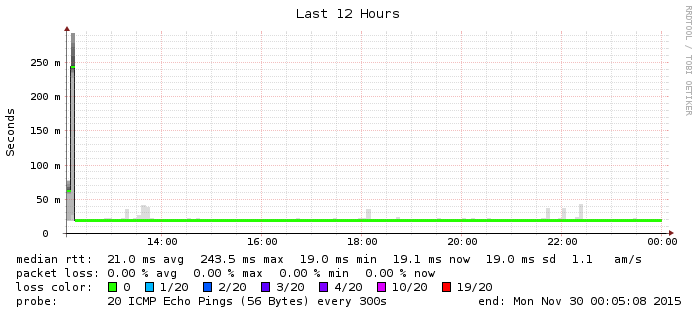 Last 12 Hours
RRDTOOL / TOBI OETIKER
Seconds
250 m
200 m
150 m
100 m
50 m
0
14:00 16:00 18:00 20:00 22:00 00:00
median rtt: 21.0 ms avg 243.5 ms max 19.0 ms min 19.1 ms now 19.0 ms sd 1.1 am/s
packet loss: 0.00 % avg 0.00 % max 0.00 % min 0.00 % now
loss color: 0 1/20 2/20 3/20 4/20 10/20 19/20
probe: 20 ICMP Echo Pings (56 Bytes) every 300s end: Mon Nov 30 00:05:08 2015